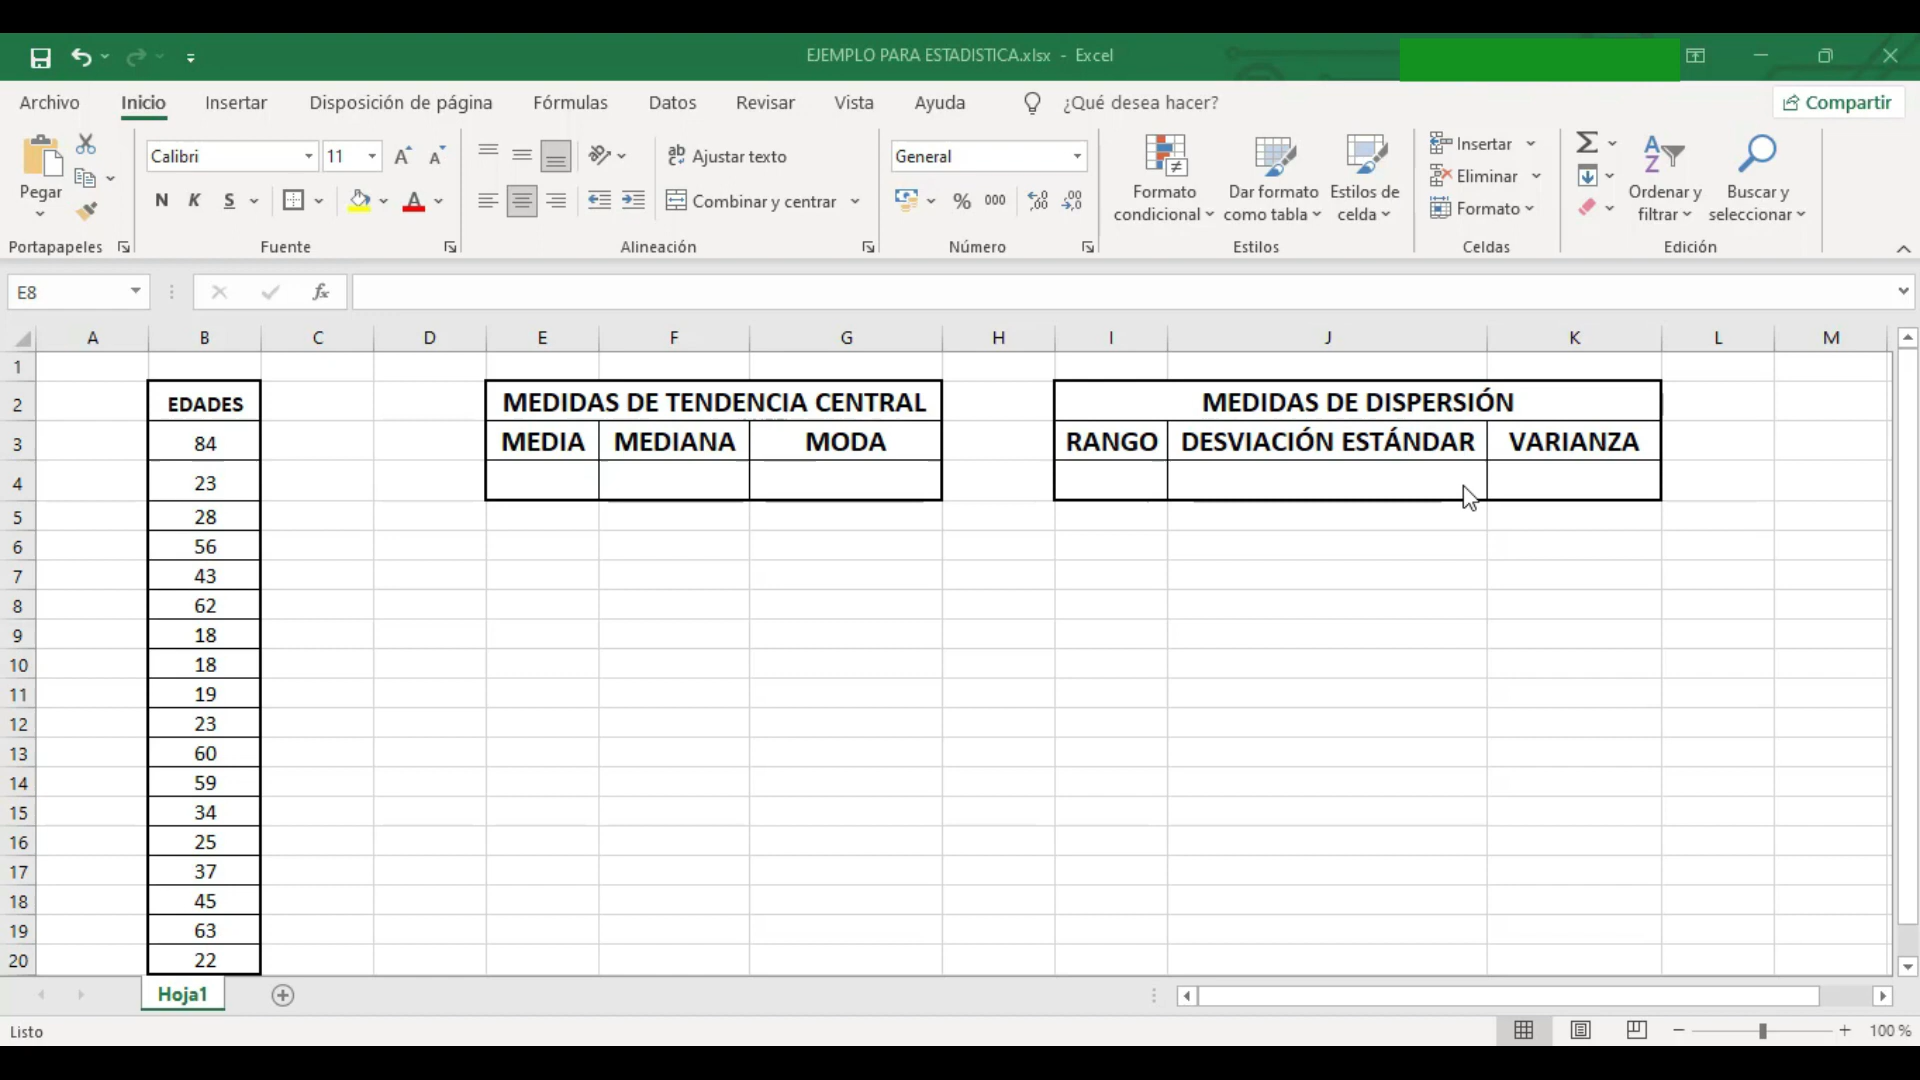 EJEMPLO PARA ESTADISTICA.xlsx - Excel
Archivo Inicio Insertar Disposición de página Fórmulas Datos Revisar Vista Ayuda ¿Qué desea hacer? Compartir
Pegar
Calibri 11
N K S
Ajustar texto
Combinar y centrar
General
% 000
Formato condicional
Dar formato como tabla
Estilos de celda
Insertar
Eliminar
Formato
Ordenar y filtrar
Buscar y seleccionar
Portapapeles Fuente Alineación Número Estilos Celdas Edición
E8 fx
A B C D E F G H I J K L M
1
2 EDADES MEDIDAS DE TENDENCIA CENTRAL MEDIDAS DE DISPERSIÓN
3 84 MEDIA MEDIANA MODA RANGO DESVIACIÓN ESTÁNDAR VARIANZA
4 23
5 28
6 56
7 43
8 62
9 18
10 18
11 19
12 23
13 60
14 59
15 34
16 25
17 37
18 45
19 63
20 22
Hoja1
Listo 100 %